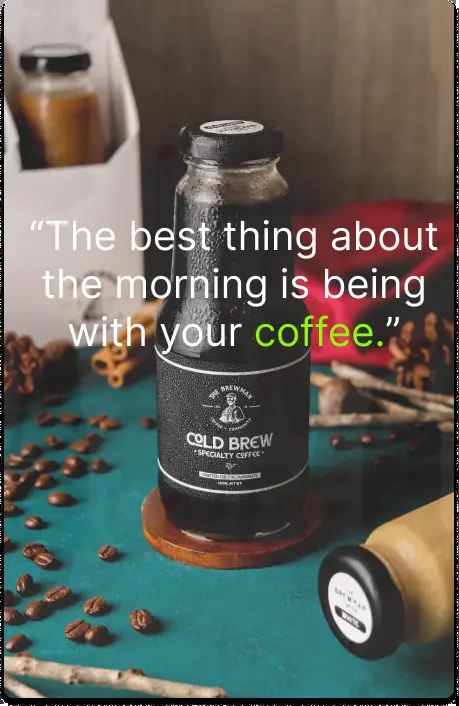 “The best thing about
the morning is being
with your coffee.”
THE BREWMAN
COLD BREW
SPECIALTY COFFEE